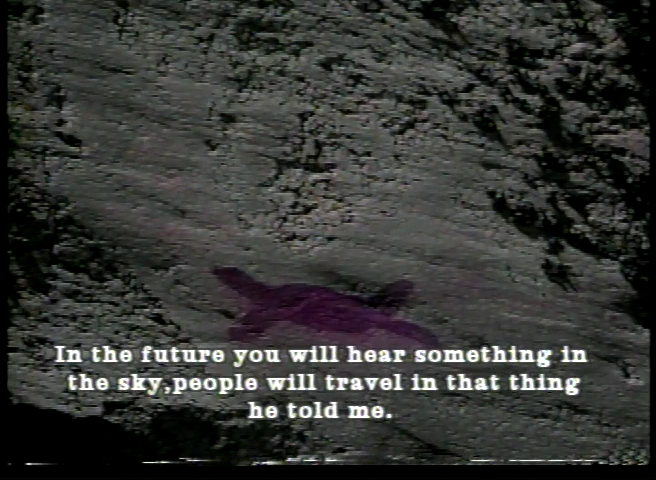 In the future you will hear something in
the sky,people will travel in that thing
he told me.